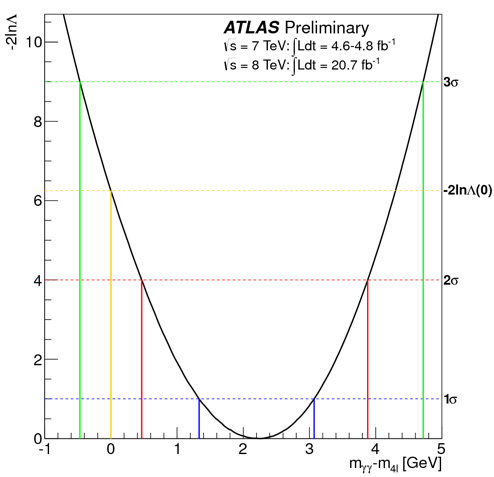 -2lnΛ
ATLAS Preliminary
√s = 7 TeV:∫Ldt = 4.6-4.8 fb⁻¹
√s = 8 TeV:∫Ldt = 20.7 fb⁻¹
10
8
6
4
2
0
3σ
-2lnΛ(0)
2σ
1σ
-1 0 1 2 3 4 5
mγγ-m4l [GeV]